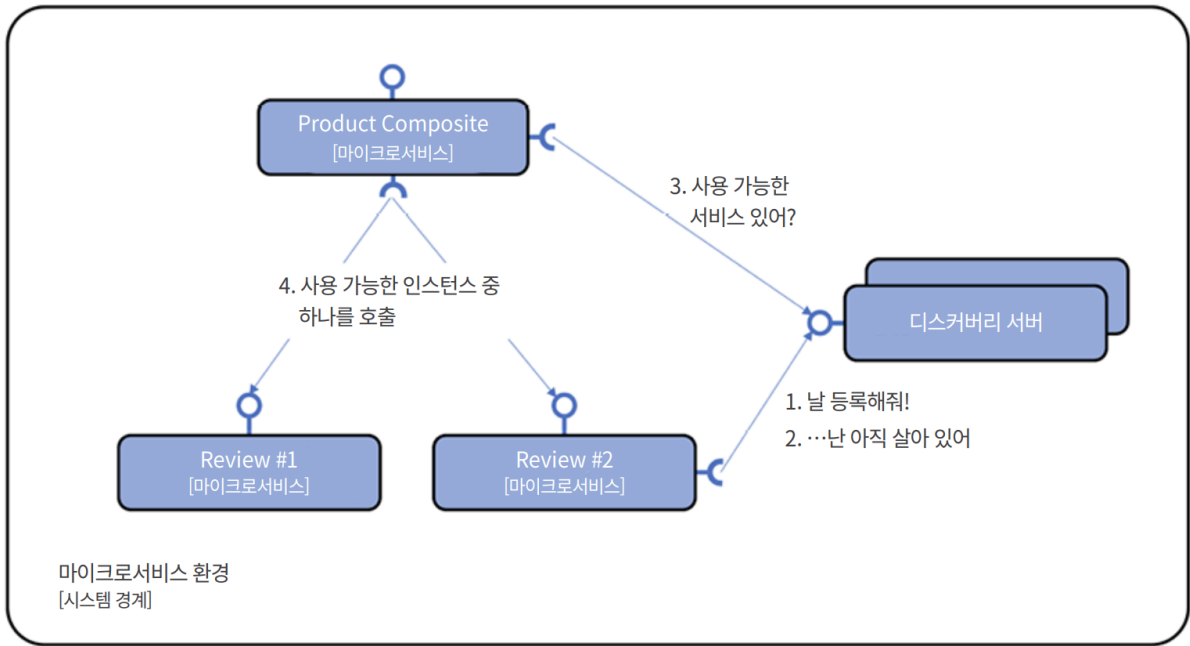 Product Composite
[마이크로서비스]
3. 사용 가능한
서비스 있어?
4. 사용 가능한 인스턴스 중
하나를 호출
디스커버리 서버
1. 날 등록해줘!
2. …난 아직 살아 있어
Review #1
[마이크로서비스]
Review #2
[마이크로서비스]
마이크로서비스 환경
[시스템 경계]